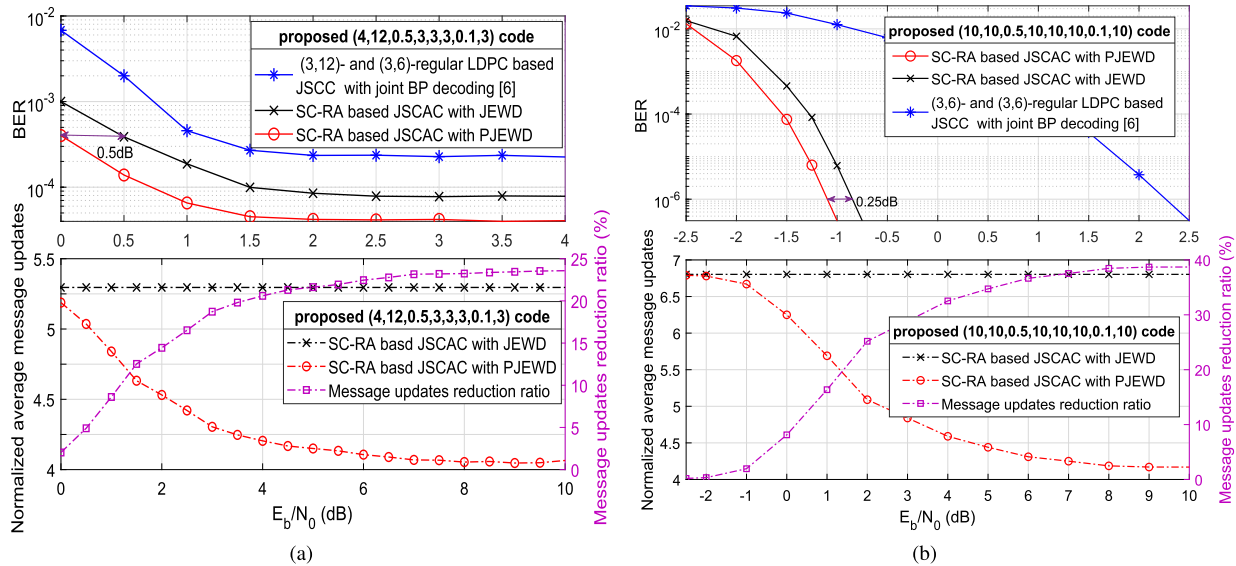 10^-2
10^-3
10^-4
BER
proposed (4,12,0.5,3,3,3,0.1,3) code
(3,12)- and (3,6)-regular LDPC based
JSCC with joint BP decoding [6]
SC-RA based JSCAC with JEWD
SC-RA based JSCAC with PJEWD
0.5dB
0 0.5 1 1.5 2 2.5 3 3.5 4
5.5
5
4.5
4
Normalized average message updates
25
20
15
10
5
0
Message updates reduction ratio (%)
proposed (4,12,0.5,3,3,3,0.1,3) code
SC-RA basd JSCAC with JEWD
SC-RA basd JSCAC with PJEWD
Message updates reduction ratio
0 2 4 6 8 10
E_b/N_0 (dB)
(a)
10^-2
10^-4
10^-6
BER
proposed (10,10,0.5,10,10,10,0.1,10) code
SC-RA based JSCAC with PJEWD
SC-RA based JSCAC with JEWD
(3,6)- and (3,6)-regular LDPC based
JSCC with joint BP decoding [6]
0.25dB
-2.5 -2 -1.5 -1 -0.5 0 0.5 1 1.5 2 2.5
7
6.5
6
5.5
5
4.5
4
Normalized average message updates
40
30
20
10
0
Message updates reduction ratio (%)
proposed (10,10,0.5,10,10,10,0.1,10) code
SC-RA based JSCAC with JEWD
SC-RA based JSCAC with PJEWD
Message updates reduction ratio
-2 -1 0 1 2 3 4 5 6 7 8 9 10
E_b/N_0 (dB)
(b)